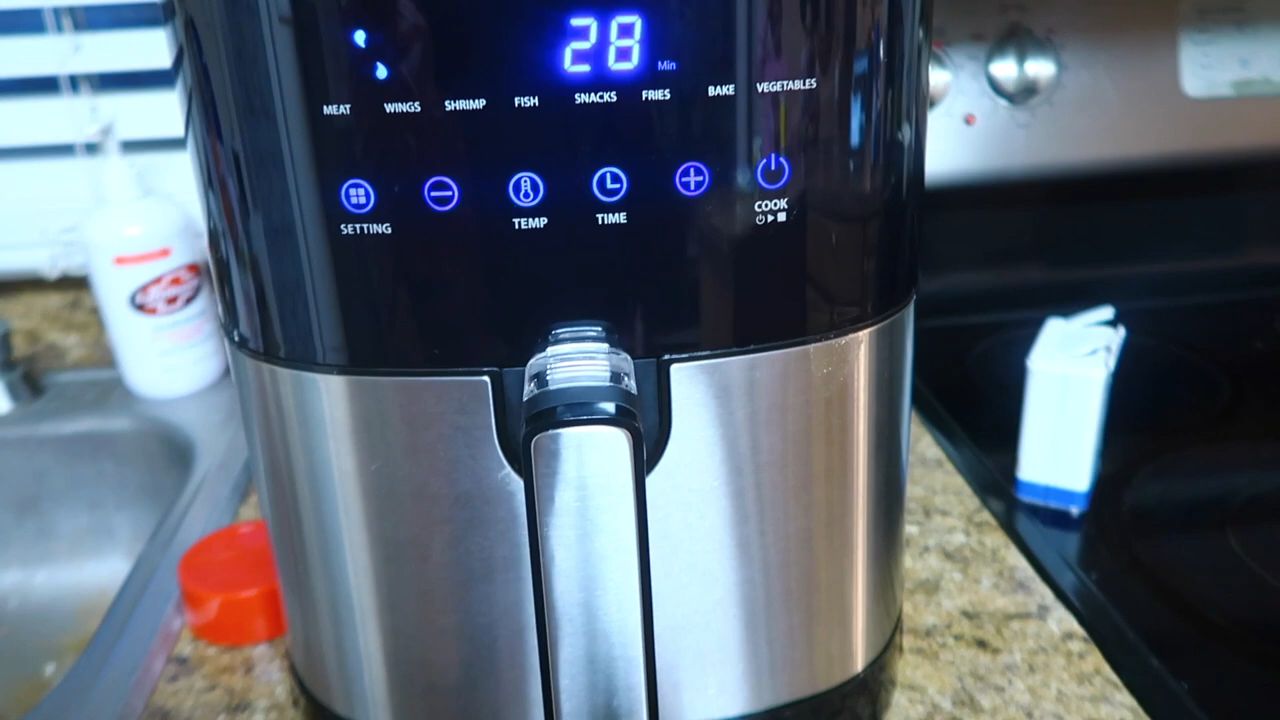 28 Min
MEAT WINGS SHRIMP FISH SNACKS FRIES BAKE VEGETABLES
SETTING TEMP TIME COOK